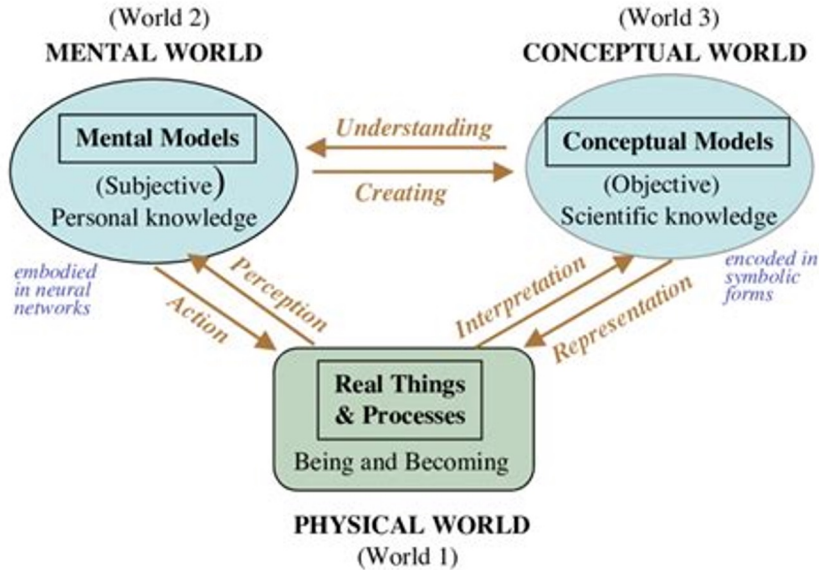 (World 2)
MENTAL WORLD
(World 3)
CONCEPTUAL WORLD
Mental Models
(Subjective)
Personal knowledge
Understanding
Creating
Conceptual Models
(Objective)
Scientific knowledge
embodied
in neural
networks
Action
Perception
Interpretation
Representation
encoded in
symbolic
forms
Real Things
& Processes
Being and Becoming
PHYSICAL WORLD
(World 1)